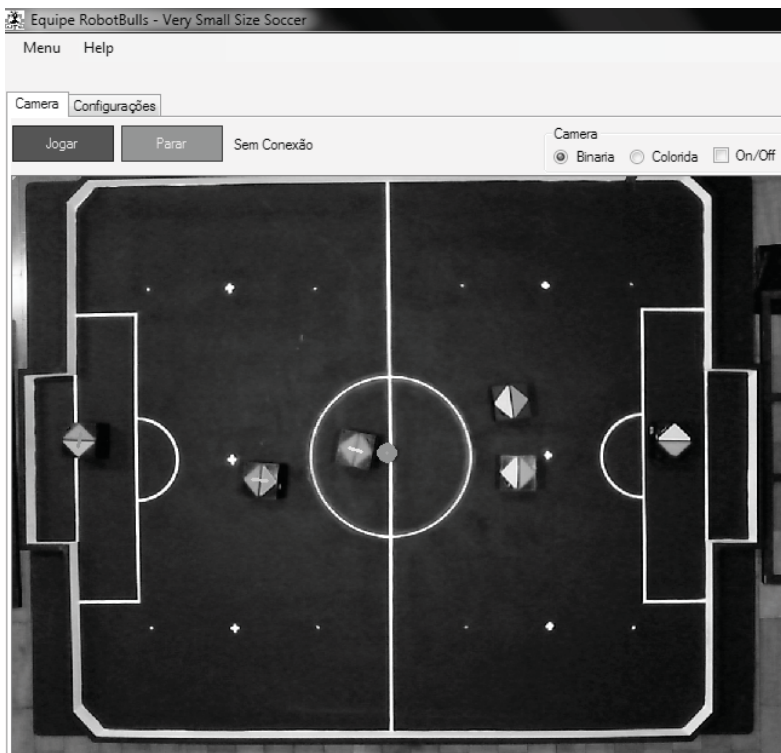 Equipe RobotBulls - Very Small Size Soccer
Menu Help
Camera Configurações
Jogar Parar Sem Conexão
Camera
Binaria Colorida On/Off